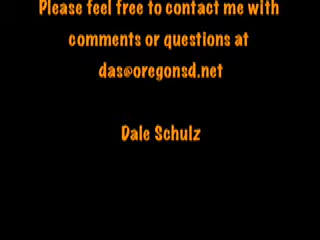 Please feel free to contact me with
comments or questions at
das@oregonsd.net
Dale Schulz